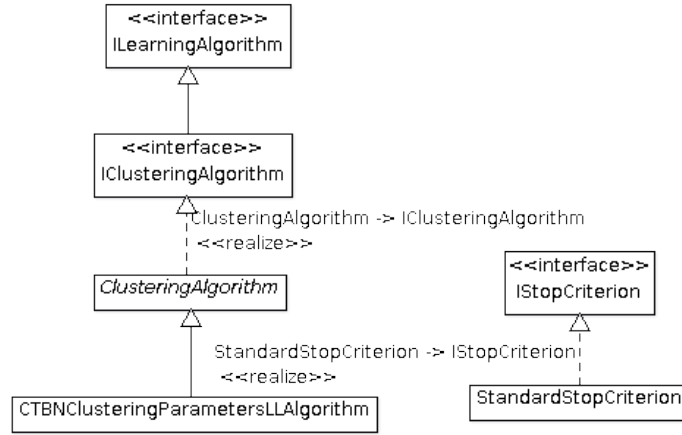 <<interface>>
ILearningAlgorithm
<<interface>>
IClusteringAlgorithm
ClusteringAlgorithm -> IClusteringAlgorithm
<<realize>>
ClusteringAlgorithm
<<interface>>
IStopCriterion
StandardStopCriterion -> IStopCriterion
<<realize>>
CTBNClusteringParametersLLAlgorithm
StandardStopCriterion